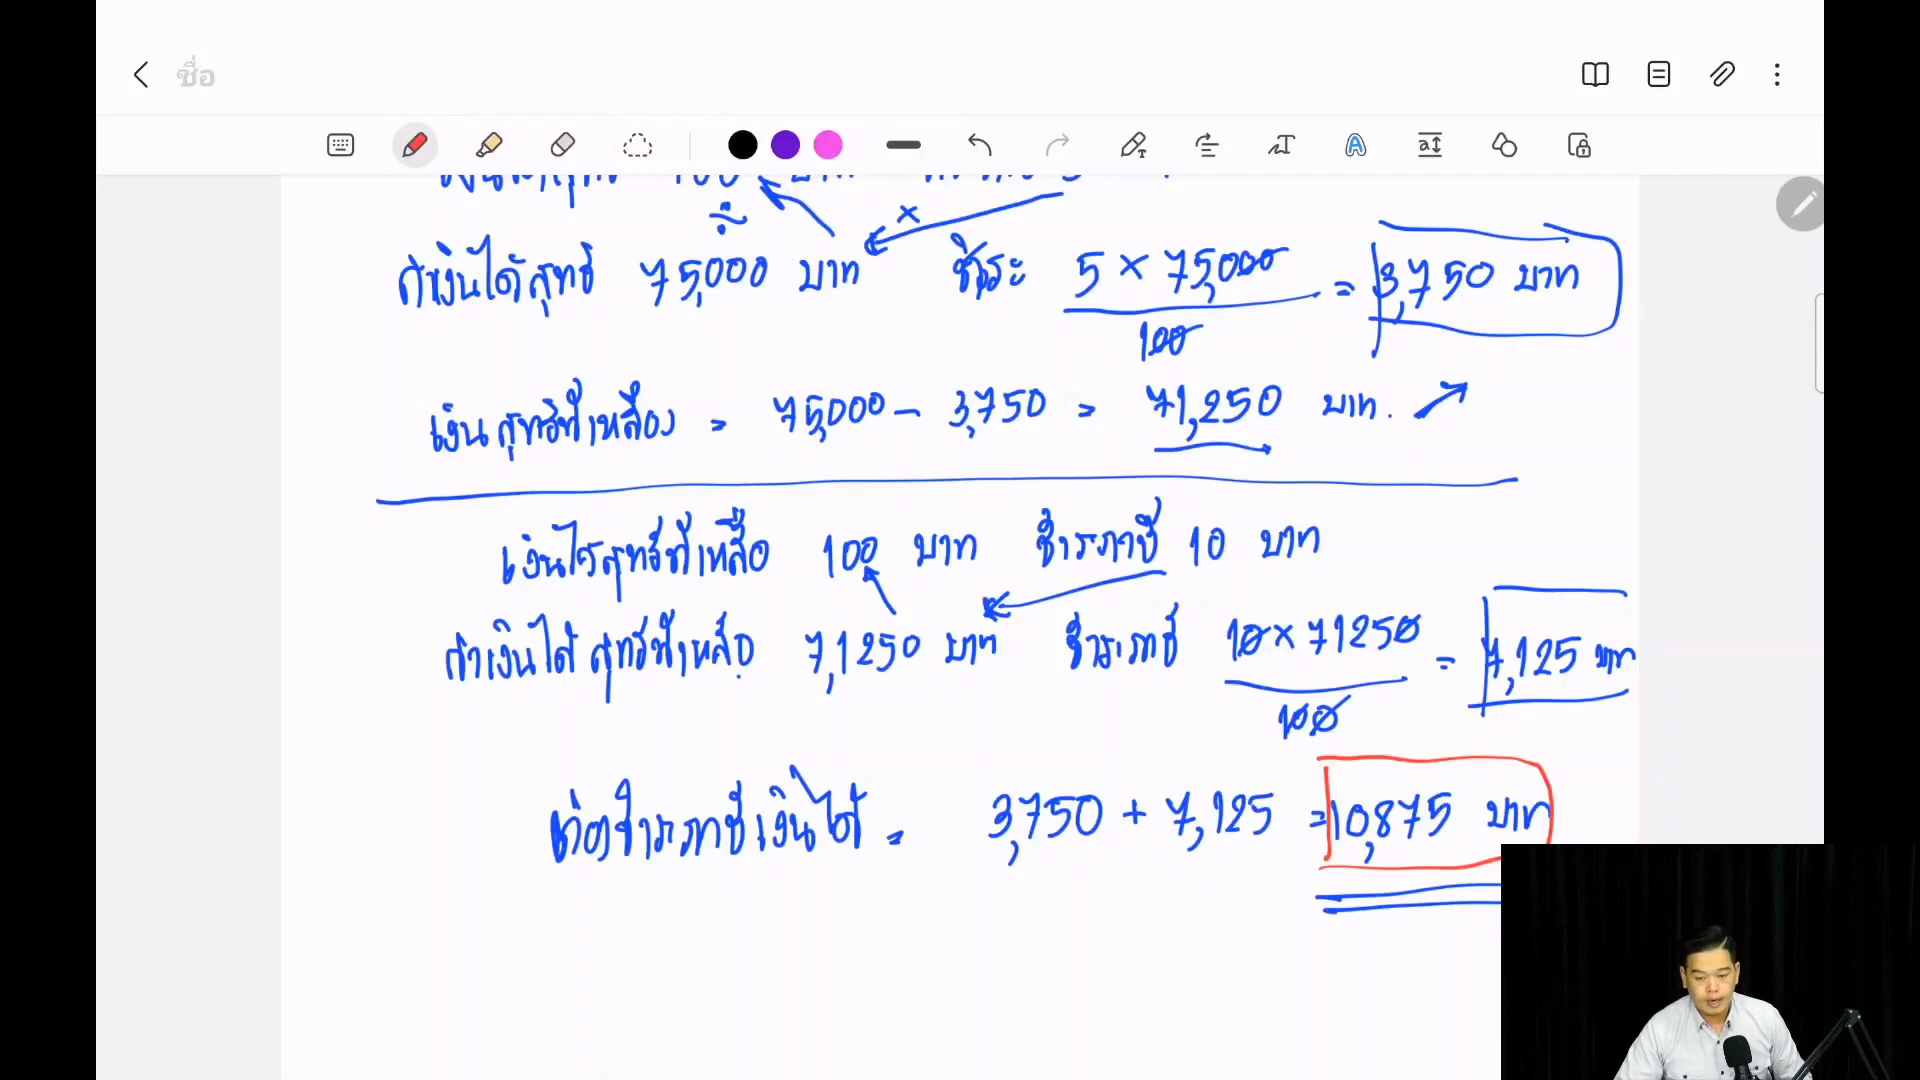 ชื่อ
100
ถ้าเงินได้สุทธิ 75,000 บาท ชำระ 5 × 75,000 / 100 = 3,750 บาท
เงินสุทธิที่เหลือ = 75,000 − 3,750 = 71,250 บาท.
เงินได้สุทธิที่เหลือ 100 บาท ชำระภาษี 10 บาท
ถ้าเงินได้สุทธิที่เหลือ 7,1250 บาท ชำระภาษี 10 × 71250 / 100 = 7,125 บาท
ต้องชำระภาษีเงินได้ = 3,750 + 7,125 = 10,875 บาท